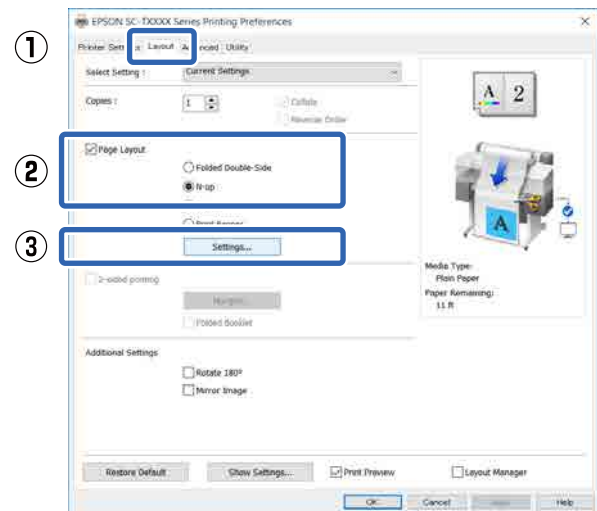 EPSON SC-TXXXX Series Printing Preferences
① Layout Utility
Select Setting : Current Settings
Copies : 1 Collate
Reverse Order
② Page Layout
Folded Double-Side
N-up
③ Settings...
2-sided printing
Folded Booklet
Additional Settings
Rotate 180°
Mirror Image
Restore Default Show Settings... Print Preview Layout Manager
OK Cancel Help
A 2
A
Media Type:
Plain Paper
Paper Remaining:
11 ft